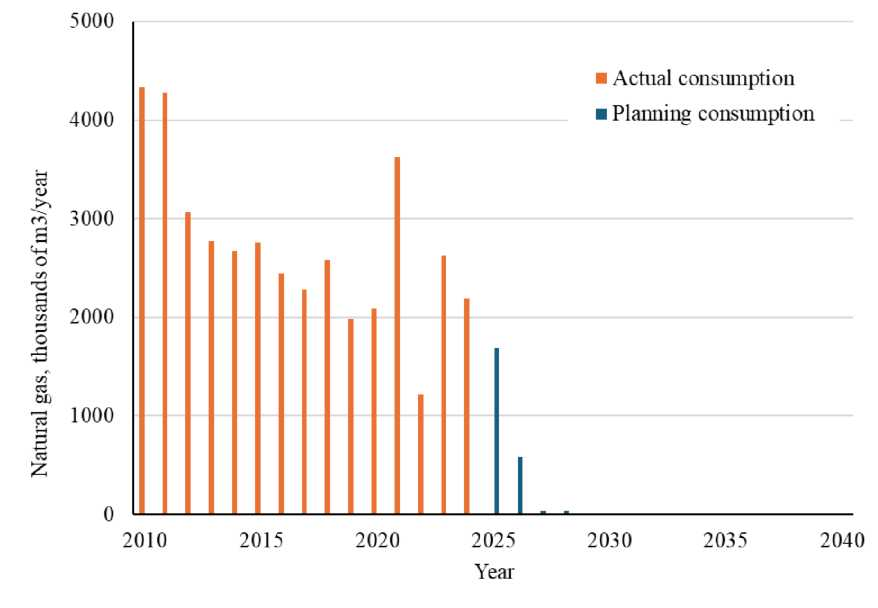 5000
Actual consumption
Planning consumption
4000
3000
2000
1000
0
Natural gas, thousands of m3/year
2010 2015 2020 2025 2030 2035 2040
Year